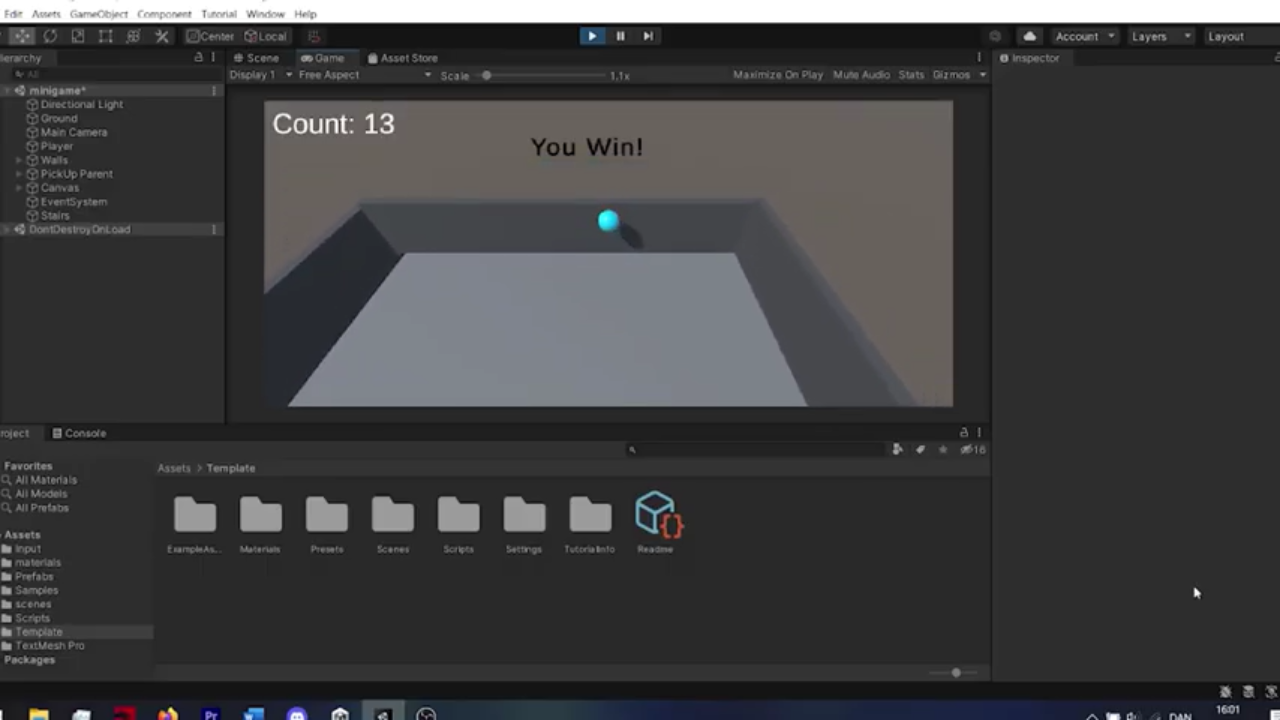 Edit Assets GameObject Component Tutorial Window Help
Center Local Account Layers Layout
ierarchy Scene Game Asset Store Inspector
All Display 1 Free Aspect Scale 1.1x Maximize On Play Mute Audio Stats Gizmos
minigame*
Directional Light
Ground
Main Camera
Player
Walls
PickUp Parent
Canvas
EventSystem
Stairs
DontDestroyOnLoad
Count: 13
You Win!
roject Console
16
Favorites
All Materials
All Models
All Prefabs
Assets
Input
materials
Prefabs
Samples
scenes
Scripts
Template
TextMesh Pro
Packages
Assets > Template
ExampleAs... Materials Presets Scenes Scripts Settings TutorialInfo Readme
Pr DAN 16:01